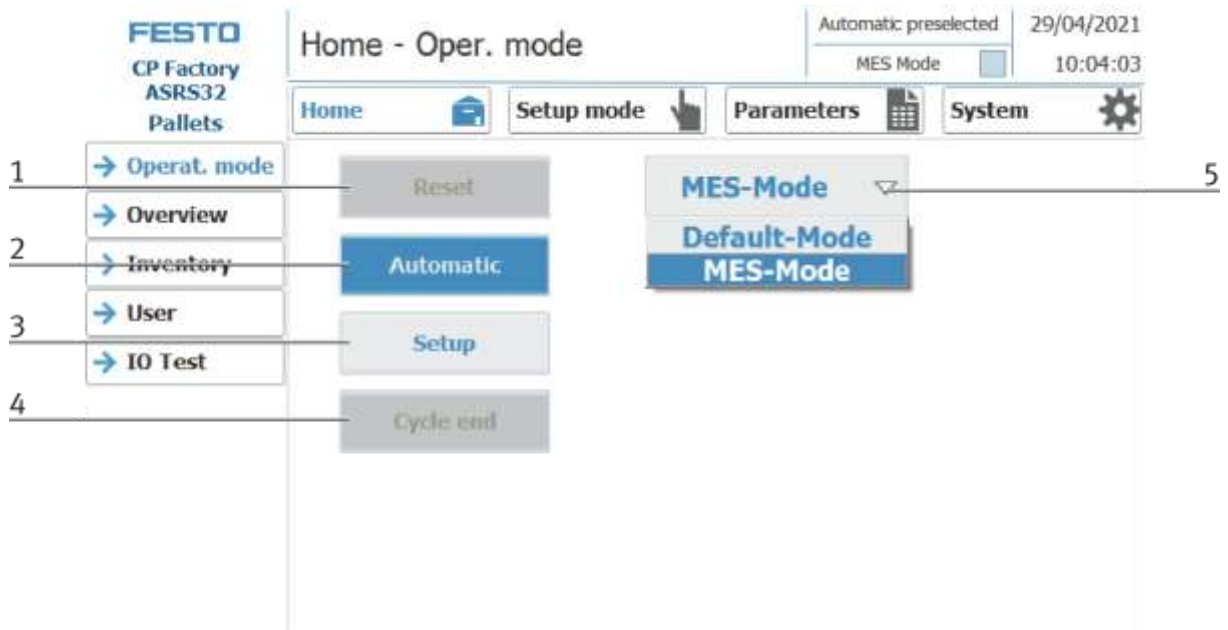 FESTO
CP Factory
ASRS32
Pallets
Home - Oper. mode
Automatic preselected
MES Mode
29/04/2021
10:04:03
Home
Setup mode
Parameters
System
1
Operat. mode
Overview
2
Inventory
User
3
IO Test
4
Reset
Automatic
Setup
Cycle end
MES-Mode
Default-Mode
MES-Mode
5